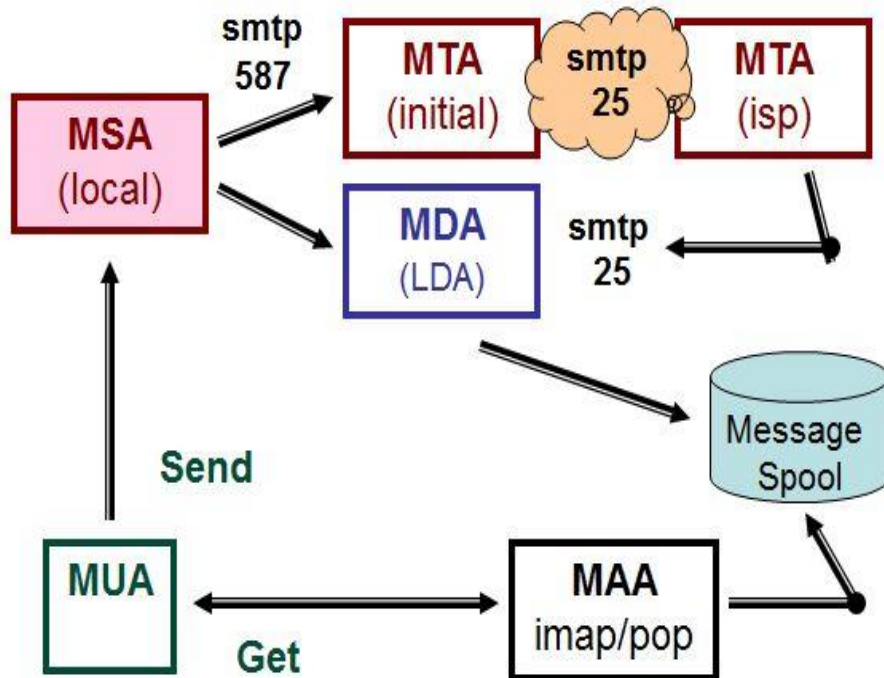 smtp
587
MTA
(initial)
smtp
25
MTA
(isp)
MSA
(local)
MDA
(LDA)
smtp
25
Message
Spool
Send
MUA
MAA
imap/pop
Get